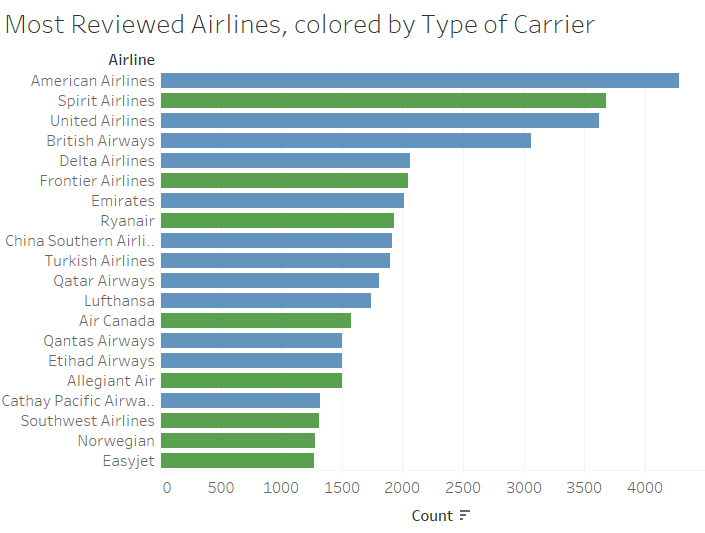 Most Reviewed Airlines, colored by Type of Carrier
Airline
American Airlines
Spirit Airlines
United Airlines
British Airways
Delta Airlines
Frontier Airlines
Emirates
Ryanair
China Southern Airli..
Turkish Airlines
Qatar Airways
Lufthansa
Air Canada
Qantas Airways
Etihad Airways
Allegiant Air
Cathay Pacific Airwa..
Southwest Airlines
Norwegian
Easyjet
0 500 1000 1500 2000 2500 3000 3500 4000
Count